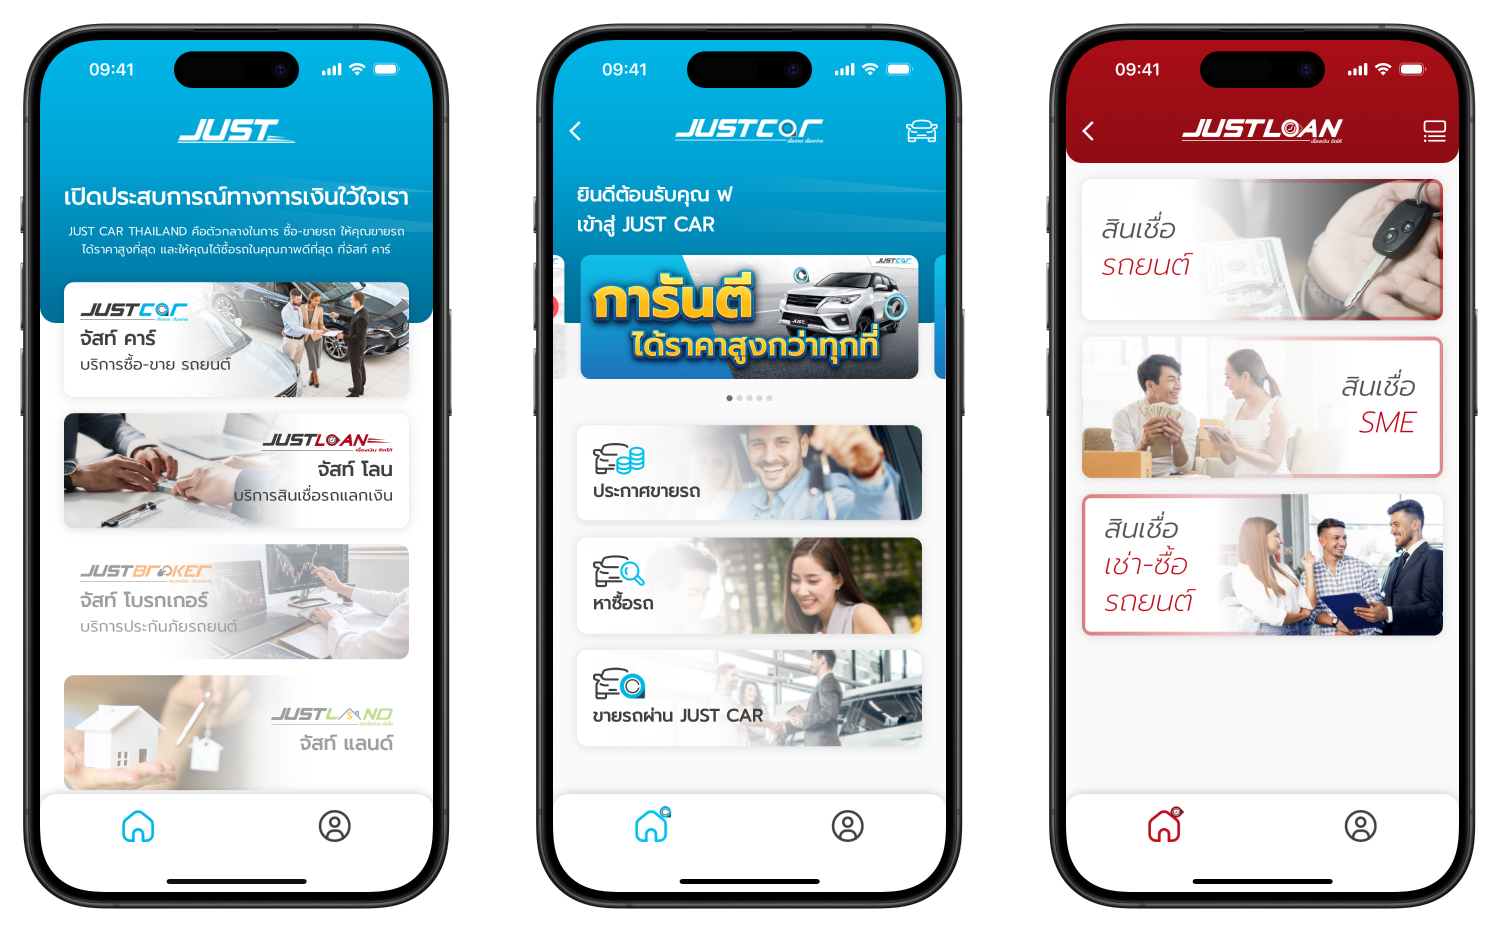 09:41
JUST
เปิดประสบการณ์ทางการเงินไว้ใจเรา
JUST CAR THAILAND คือตัวกลางในการ ซื้อ-ขายรถ ให้คุณขายรถ
ได้ราคาสูงที่สุด และให้คุณได้ซื้อรถในคุณภาพดีที่สุด ที่จัสท์ คาร์
JUSTCAR
จัสท์ คาร์
บริการซื้อ-ขาย รถยนต์
JUSTLOAN
จัสท์ โลน
บริการสินเชื่อรถแลกเงิน
JUSTBROKER
จัสท์ โบรกเกอร์
บริการประกันภัยรถยนต์
JUSTLAND
จัสท์ แลนด์
09:41
JUSTCAR
ยินดีต้อนรับคุณ ฟ
เข้าสู่ JUST CAR
JUSTCAR
การันตี
ได้ราคาสูงกว่าทุกที่
ประกาศขายรถ
หาซื้อรถ
ขายรถผ่าน JUST CAR
09:41
JUSTLOAN
สินเชื่อ
รถยนต์
สินเชื่อ
SME
สินเชื่อ
เช่า-ซื้อ
รถยนต์